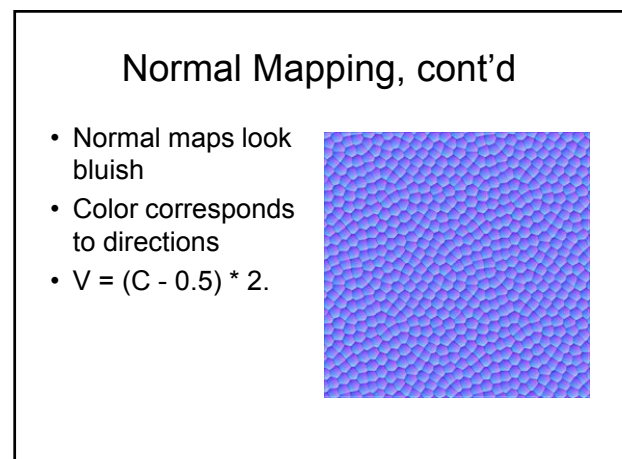 Normal Mapping, cont'd
• Normal maps look
bluish
• Color corresponds
to directions
• V = (C - 0.5) * 2.